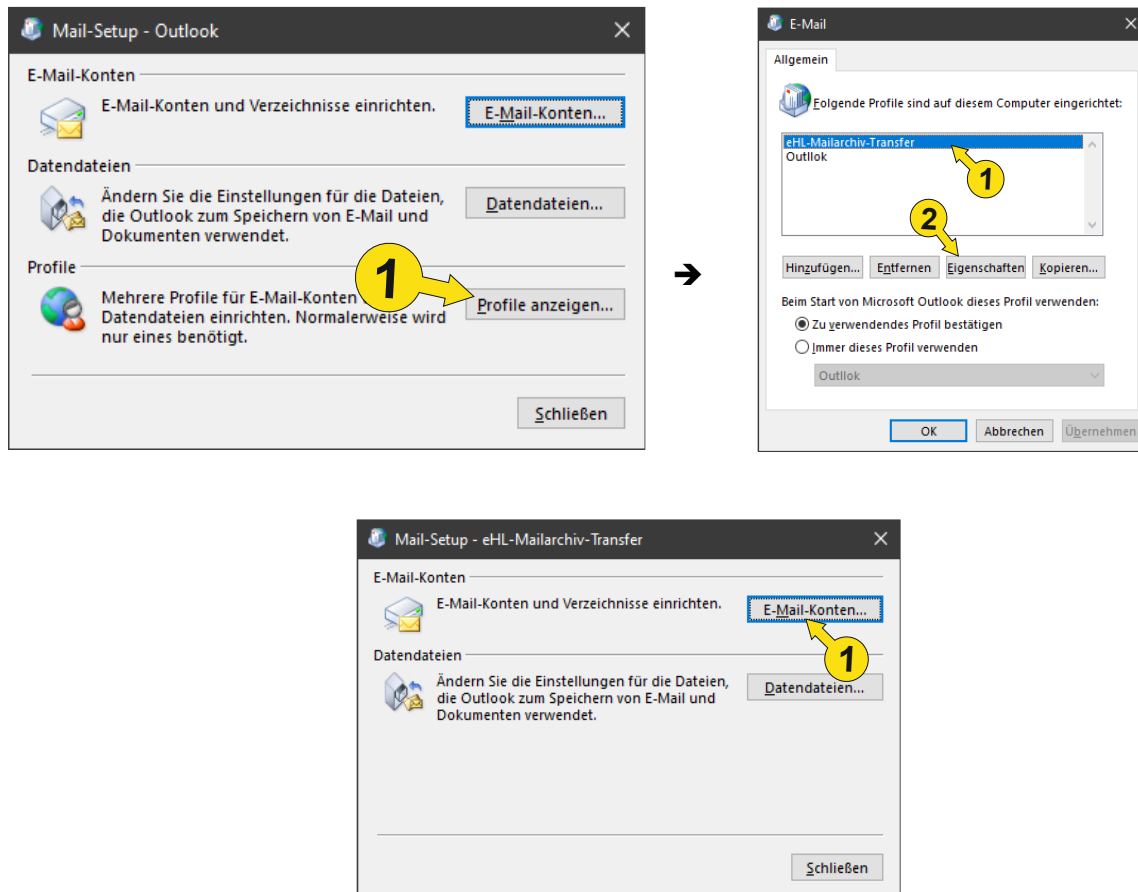 Mail-Setup - Outlook
E-Mail-Konten
E-Mail-Konten und Verzeichnisse einrichten.
E-Mail-Konten...
Datendateien
Ändern Sie die Einstellungen für die Dateien,
die Outlook zum Speichern von E-Mail und
Dokumenten verwendet.
Datendateien...
Profile
Mehrere Profile für E-Mail-Konten
Datendateien einrichten. Normalerweise wird
nur eines benötigt.
1
Profile anzeigen...
Schließen
➔
E-Mail
Allgemein
Folgende Profile sind auf diesem Computer eingerichtet:
eHL-Mailarchiv-Transfer
Outllok
1
2
Hinzufügen...
Entfernen
Eigenschaften
Kopieren...
Beim Start von Microsoft Outlook dieses Profil verwenden:
Zu verwendendes Profil bestätigen
Immer dieses Profil verwenden
Outllok
OK
Abbrechen
Übernehmen
Mail-Setup - eHL-Mailarchiv-Transfer
E-Mail-Konten
E-Mail-Konten und Verzeichnisse einrichten.
E-Mail-Konten...
1
Datendateien
Ändern Sie die Einstellungen für die Dateien,
die Outlook zum Speichern von E-Mail und
Dokumenten verwendet.
Datendateien...
Schließen